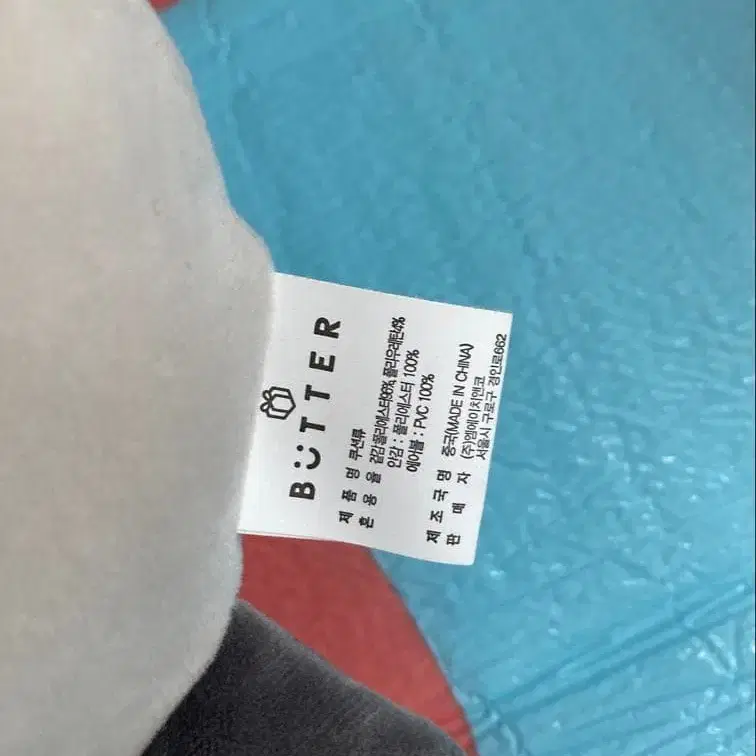 BUTTER
제 품 명 쿠션류
혼 용 율 겉감:폴리에스터96%, 폴리우레탄4%
안감 : 폴리에스터 100%
에어볼 : PVC 100%
제 조 국 명 중국(MADE IN CHINA)
판 매 자 (주)엠에이치앤코
서울시 구로구 경인로662